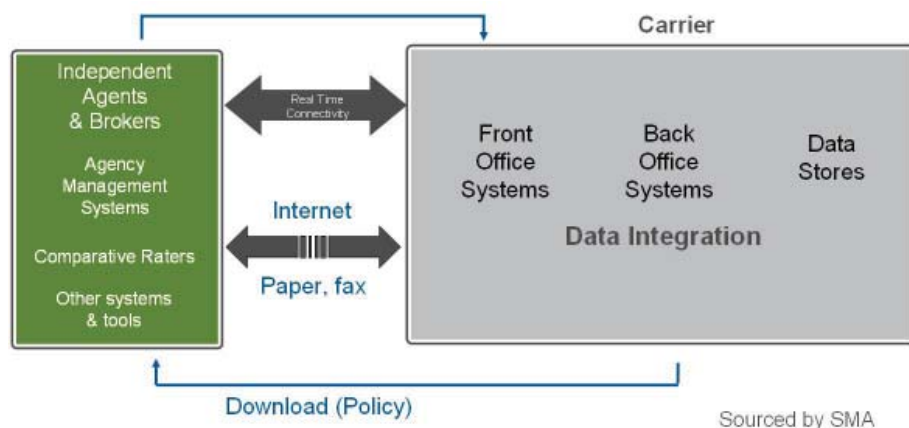 Carrier
Independent
Agents
& Brokers
Agency
Management
Systems
Comparative Raters
Other systems
& tools
Real Time
Connectivity
Internet
Paper, fax
Front
Office
Systems
Back
Office
Systems
Data
Stores
Data Integration
Download (Policy)
Sourced by SMA